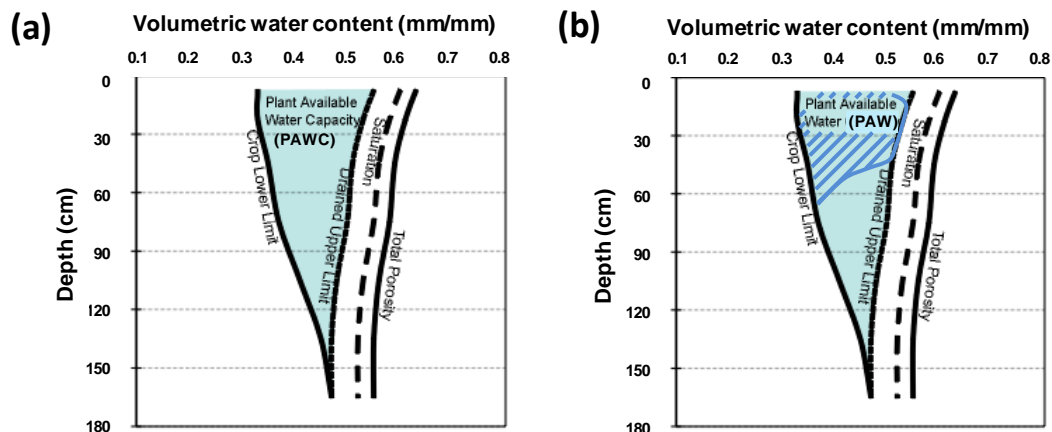 (a)
Volumetric water content (mm/mm)
0.1 0.2 0.3 0.4 0.5 0.6 0.7 0.8
Depth (cm)
0
30
60
90
120
150
180
Plant Available
Water Capacity
(PAWC)
Crop Lower Limit
Drained Upper Limit
Saturation
Total Porosity
(b)
Volumetric water content (mm/mm)
0.1 0.2 0.3 0.4 0.5 0.6 0.7 0.8
Depth (cm)
0
30
60
90
120
150
180
Plant Available
Water (PAW)
Crop Lower Limit
Drained Upper Limit
Saturation
Total Porosity